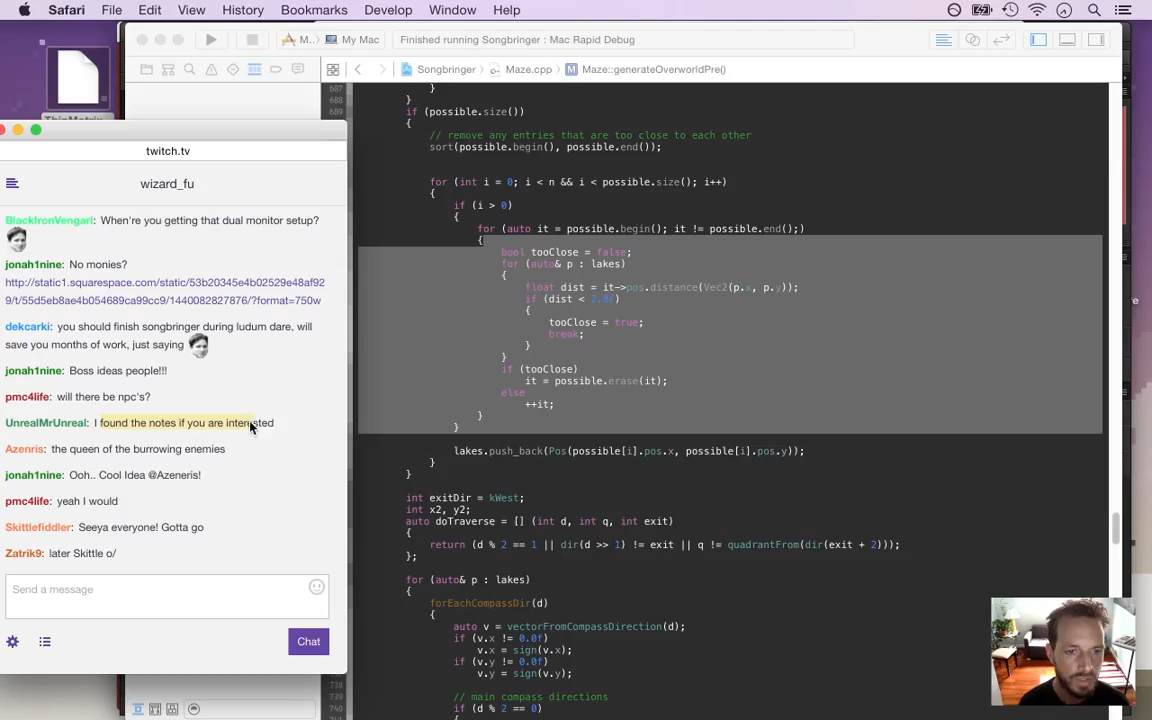 Safari File Edit View History Bookmarks Develop Window Help
M.. My Mac
Finished running Songbringer : Mac Rapid Debug
Songbringer Maze.cpp M Maze::generateOverworldPre()
twitch.tv
wizard_fu
BlackIronVengarl: When're you getting that dual monitor setup?
jonah1nine: No monies?
http://static1.squarespace.com/static/53b20345e4b02529e48af92
9/t/55d5eb8ae4b054689ca99cc9/1440082827876/?format=750w
dekcarki: you should finish songbringer during ludum dare, will
save you months of work, just saying
jonah1nine: Boss ideas people!!!
pmc4life: will there be npc's?
UnrealMrUnreal: I found the notes if you are interested
Azenris: the queen of the burrowing enemies
jonah1nine: Ooh.. Cool Idea @Azeneris!
pmc4life: yeah I would
Skittlefiddler: Seeya everyone! Gotta go
Zatrik9: later Skittle o/
Send a message
Chat
687
688
689
}
}
if (possible.size())
{
// remove any entries that are too close to each other
sort(possible.begin(), possible.end());
for (int i = 0; i < n && i < possible.size(); i++)
{
if (i > 0)
{
for (auto it = possible.begin(); it != possible.end();)
{
bool tooClose = false;
for (auto& p : lakes)
{
float dist = it->pos.distance(Vec2(p.x, p.y));
if (dist < 2.0f)
{
tooClose = true;
break;
}
}
if (tooClose)
it = possible.erase(it);
else
++it;
}
}
lakes.push_back(Pos(possible[i].pos.x, possible[i].pos.y));
}
}
int exitDir = kWest;
int x2, y2;
auto doTraverse = [] (int d, int q, int exit)
{
return (d % 2 == 1 || dir(d >> 1) != exit || q != quadrantFrom(dir(exit + 2)));
};
for (auto& p : lakes)
{
forEachCompassDir(d)
{
auto v = vectorFromCompassDirection(d);
if (v.x != 0.0f)
v.x = sign(v.x);
if (v.y != 0.0f)
v.y = sign(v.y);
// main compass directions
if (d % 2 == 0)
{
738
739
740